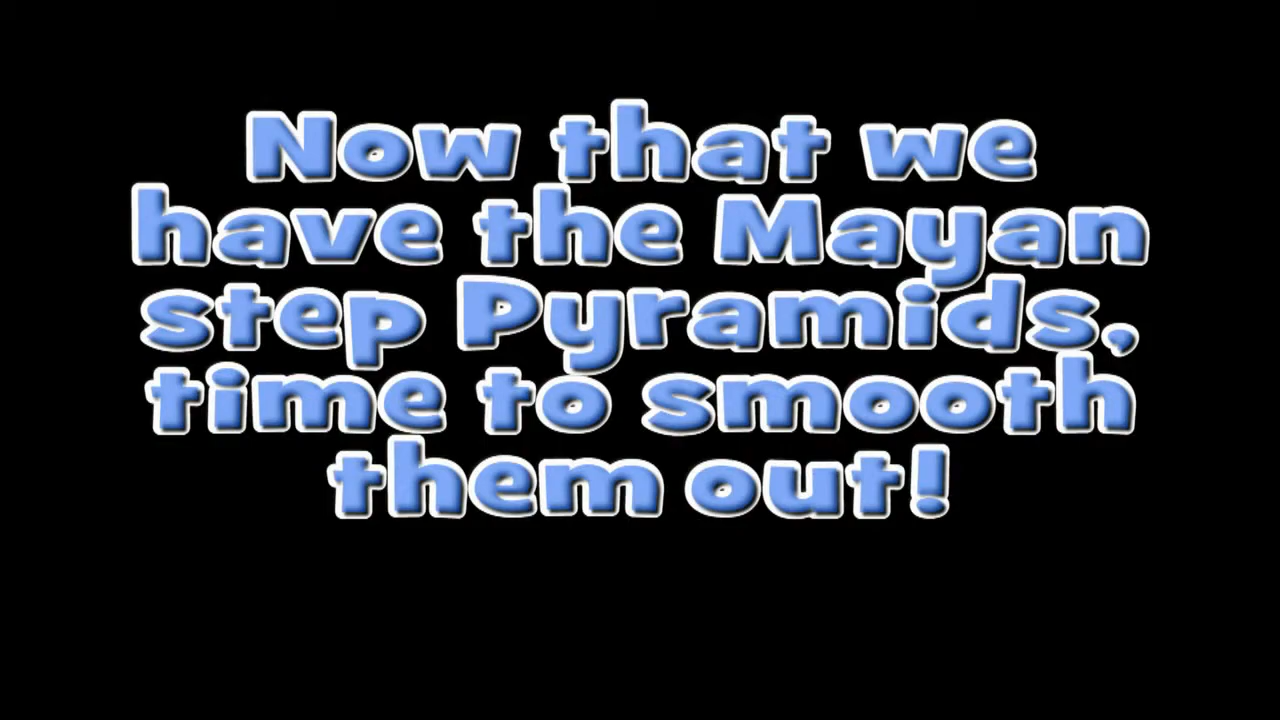 Now that we
have the Mayan
step Pyramids,
time to smooth
them out!